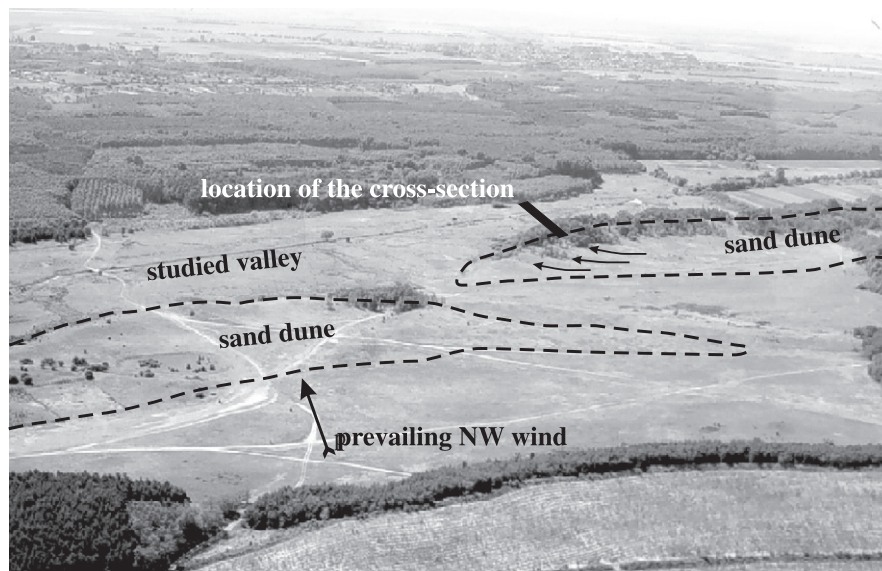 location of the cross-section
sand dune
studied valley
sand dune
prevailing NW wind